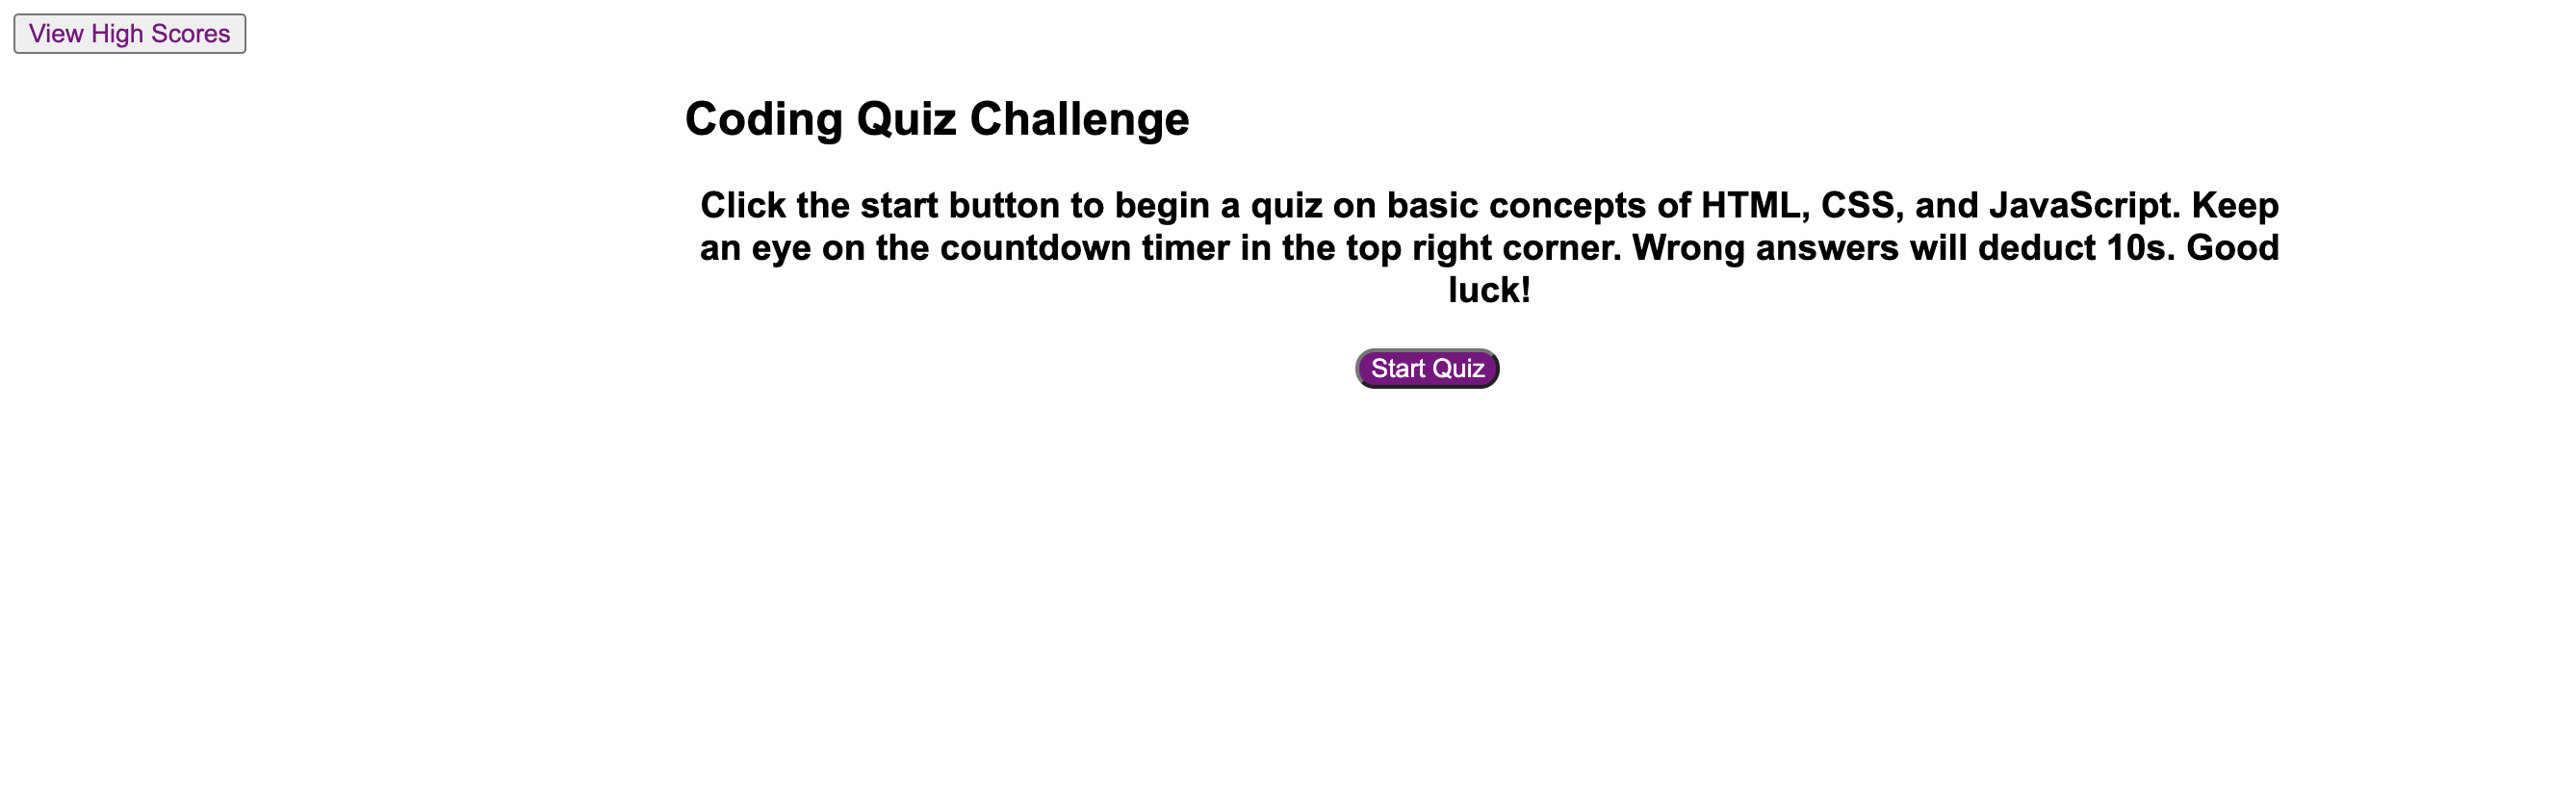 View High Scores
Coding Quiz Challenge
Click the start button to begin a quiz on basic concepts of HTML, CSS, and JavaScript. Keep
an eye on the countdown timer in the top right corner. Wrong answers will deduct 10s. Good
luck!
Start Quiz